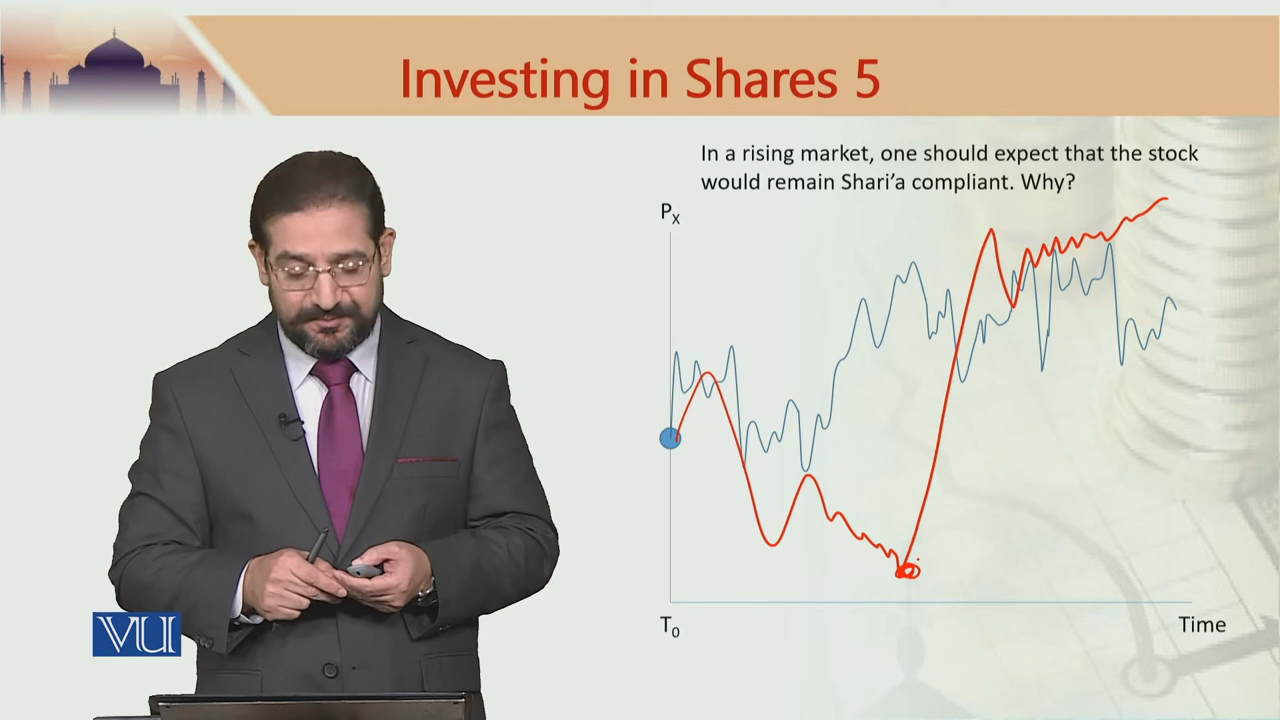 Investing in Shares 5
In a rising market, one should expect that the stock
would remain Shari’a compliant. Why?
PX
T0
Time
VU